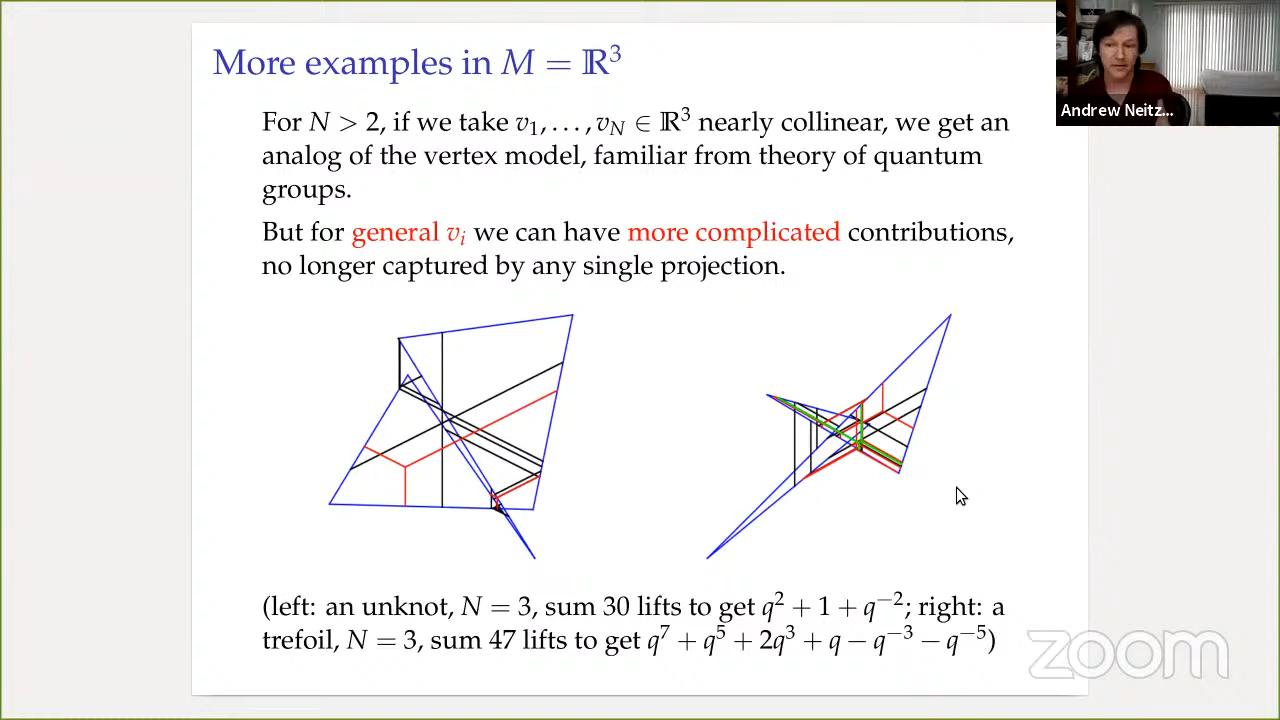 More examples in M = ℝ³
For N > 2, if we take v₁, . . . , v_N ∈ ℝ³ nearly collinear, we get an
analog of the vertex model, familiar from theory of quantum
groups.
But for general vᵢ we can have more complicated contributions,
no longer captured by any single projection.
(left: an unknot, N = 3, sum 30 lifts to get q² + 1 + q⁻²; right: a
trefoil, N = 3, sum 47 lifts to get q⁷ + q⁵ + 2q³ + q − q⁻³ − q⁻⁵)
Andrew Neitz...
zoom